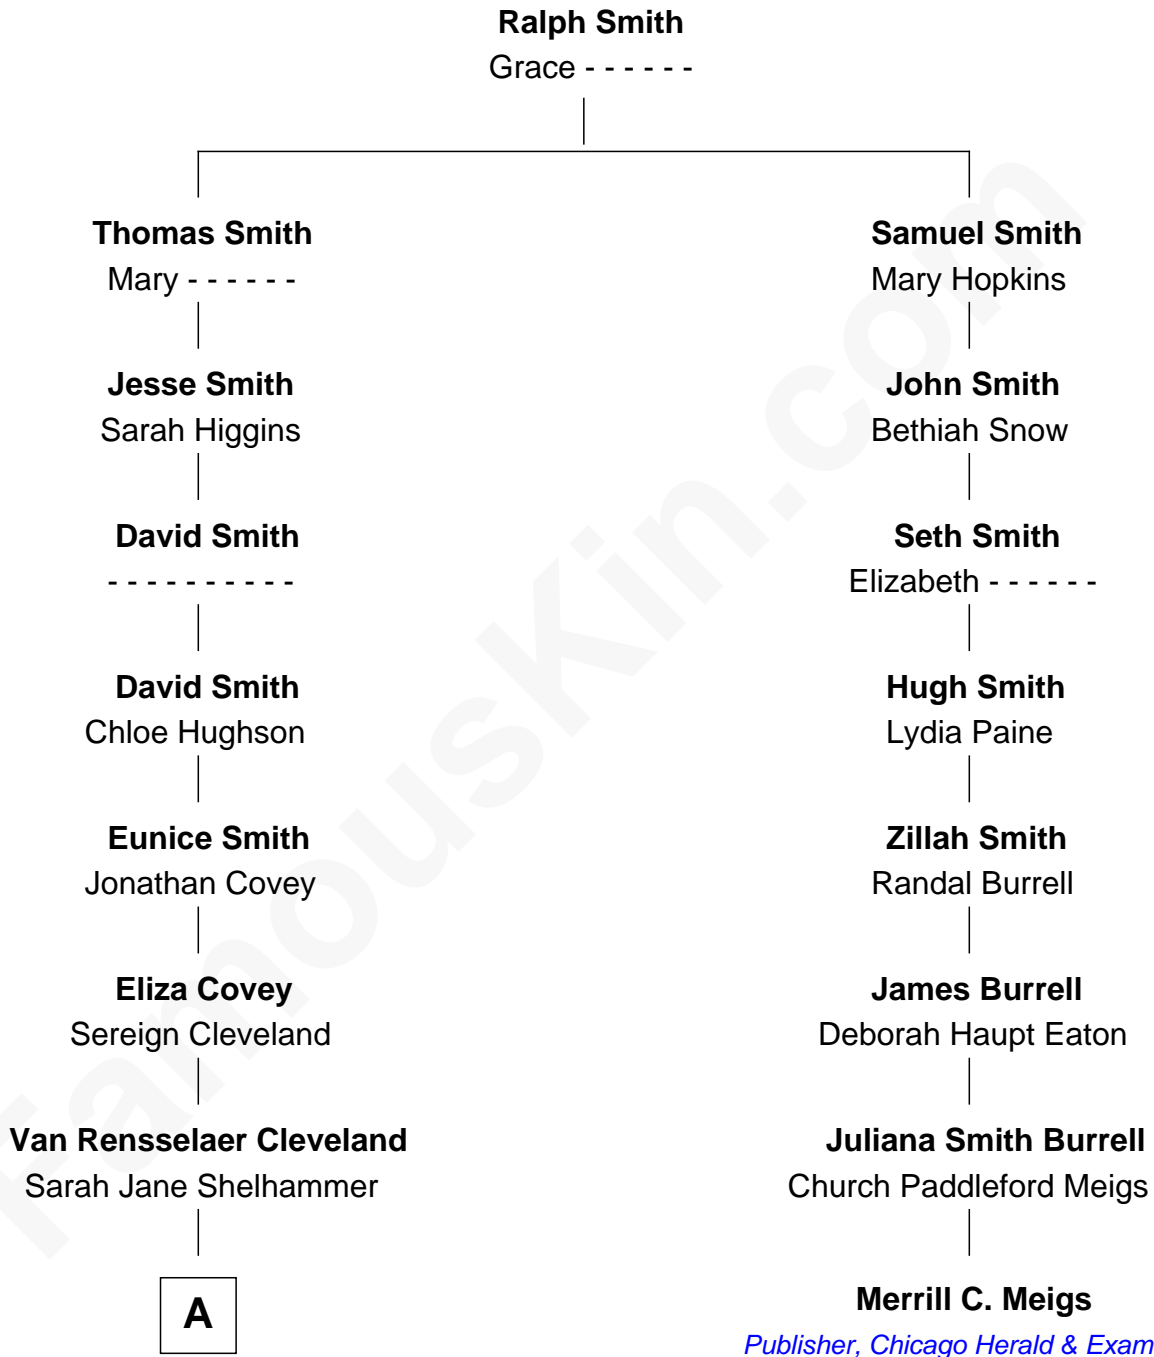 Ralph Smith
Grace - - - - - -
Thomas Smith
Mary - - - - - -
Samuel Smith
Mary Hopkins
Jesse Smith
Sarah Higgins
John Smith
Bethiah Snow
David Smith
- - - - - - - - - -
Seth Smith
Elizabeth - - - - - -
David Smith
Chloe Hughson
Hugh Smith
Lydia Paine
Eunice Smith
Jonathan Covey
Zillah Smith
Randal Burrell
Eliza Covey
Sereign Cleveland
James Burrell
Deborah Haupt Eaton
Van Rensselaer Cleveland
Sarah Jane Shelhammer
Juliana Smith Burrell
Church Paddleford Meigs
A
Merrill C. Meigs
Publisher, Chicago Herald & Exam
FamousKin.com